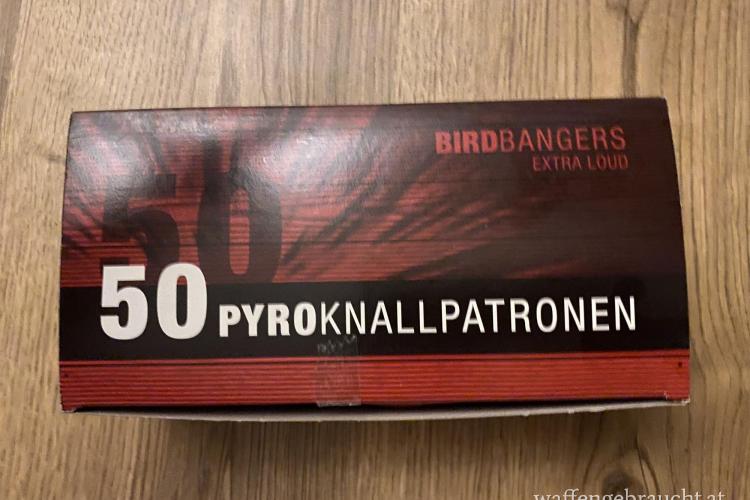 50
BIRDBANGERS
EXTRA LOUD
50 PYROKNALLPATRONEN
waffengebraucht.at